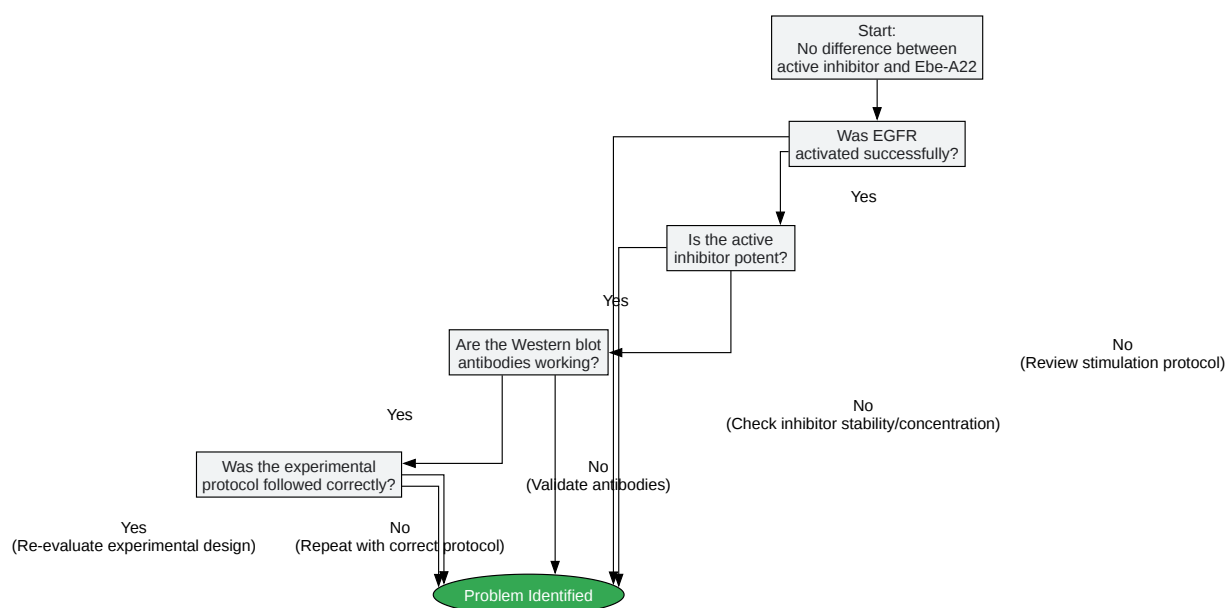 Start:
No difference between
active inhibitor and Ebe-A22
Was EGFR
activated successfully?
Yes
Is the active
inhibitor potent?
Yes
Are the Western blot
antibodies working?
No
(Review stimulation protocol)
No
(Check inhibitor stability/concentration)
Yes
Was the experimental
protocol followed correctly?
No
(Validate antibodies)
Yes
(Re-evaluate experimental design)
No
(Repeat with correct protocol)
Problem Identified